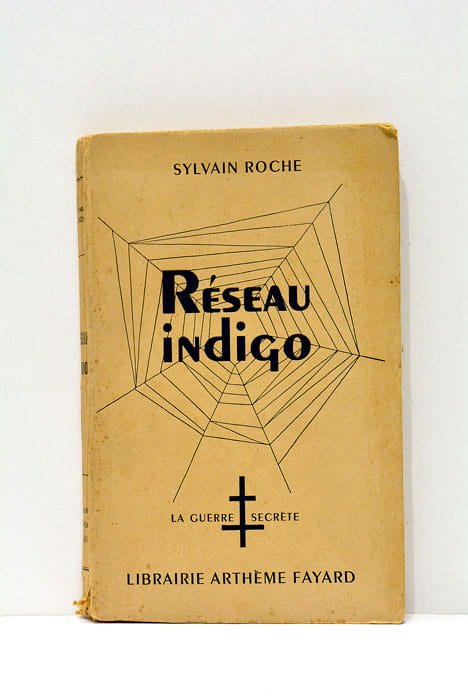 SYLVAIN ROCHE
RÉSEAU
indigo
LA GUERRE SECRÈTE
LIBRAIRIE ARTHÈME FAYARD